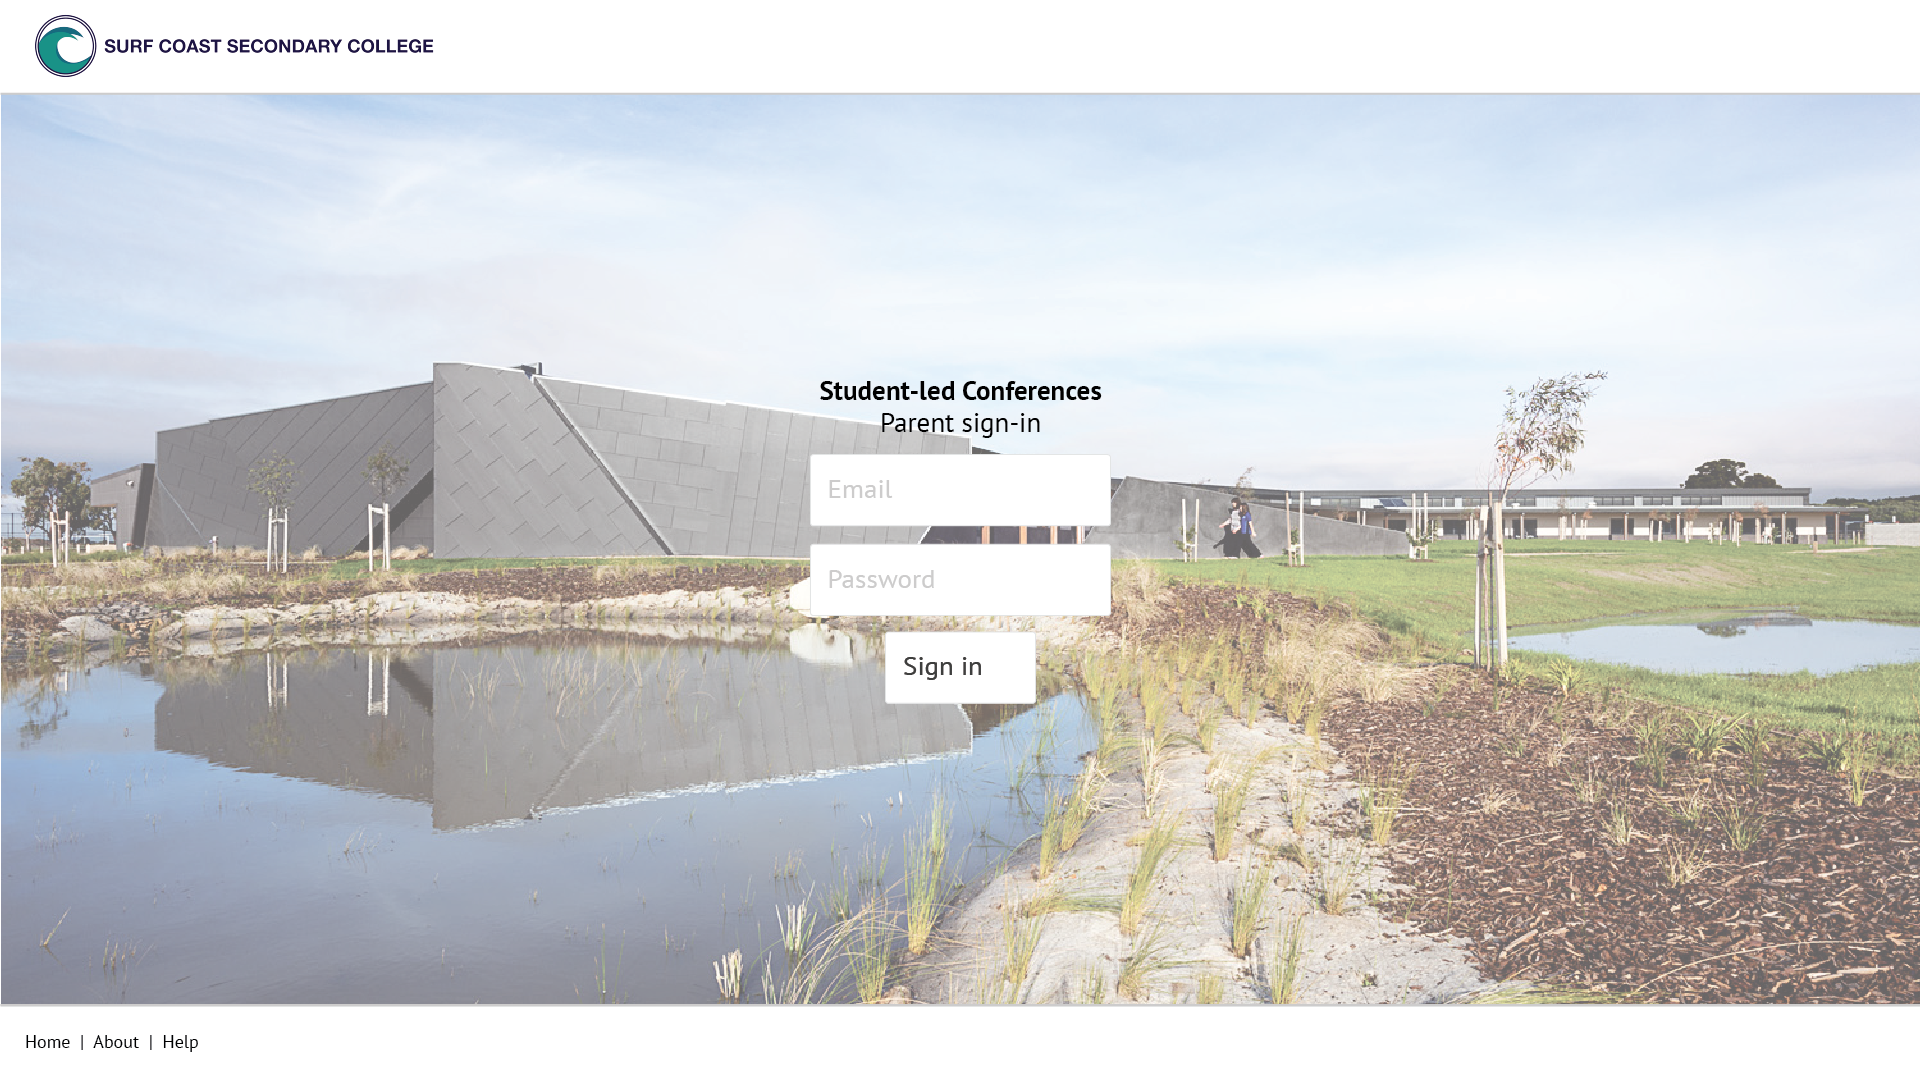 SURF COAST SECONDARY COLLEGE
Student-led Conferences
Parent sign-in
Email
Password
Sign in
Home | About | Help